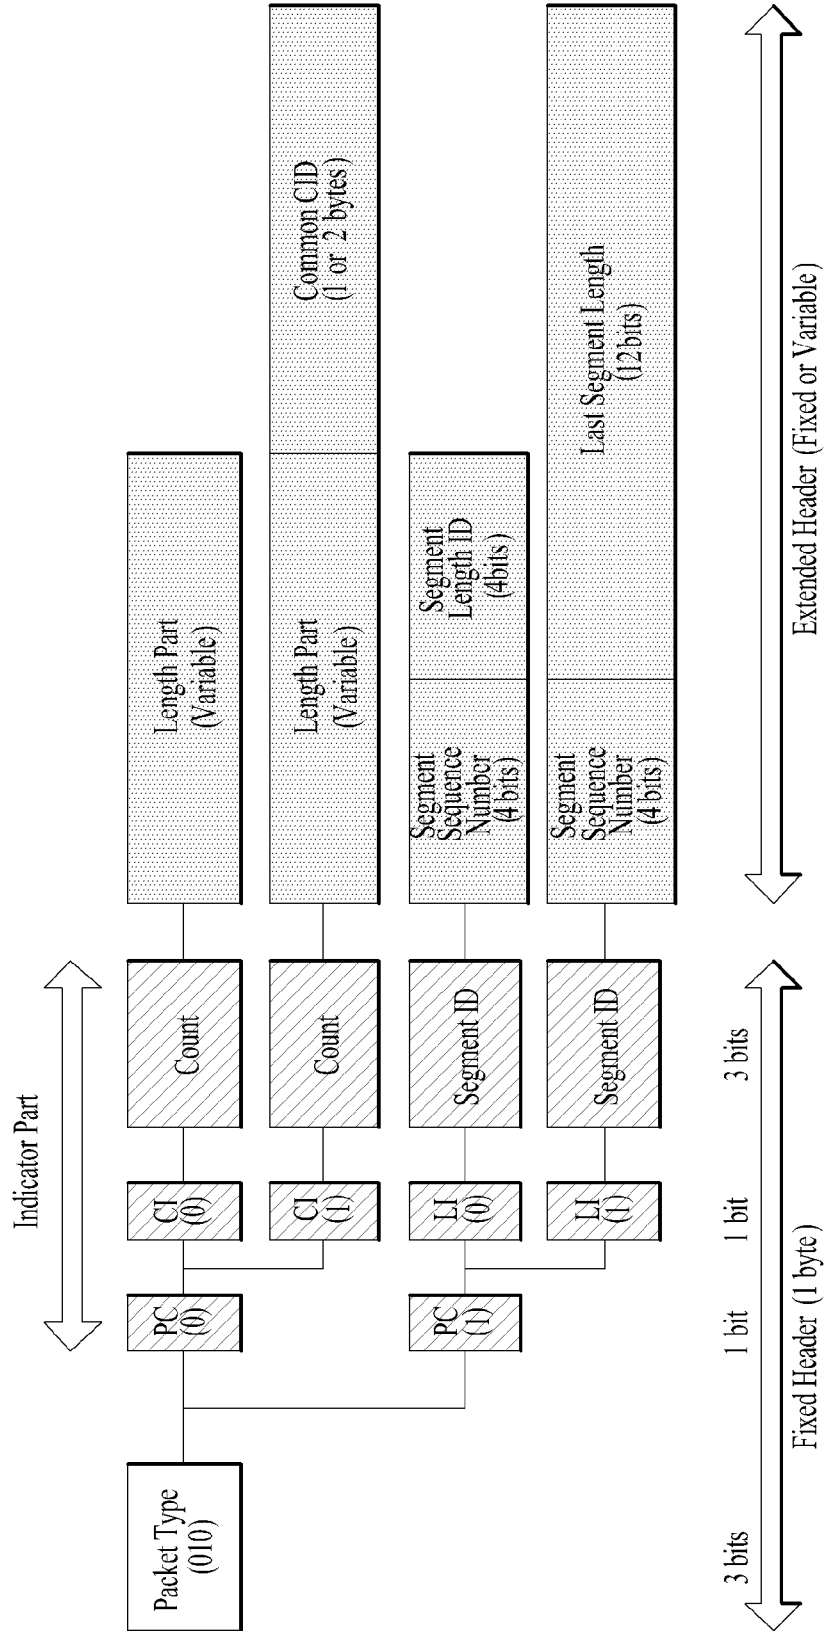 Indicator Part
Packet Type
(010)
PC
(0)
CI
(0)
Count
Length Part
(Variable)
CI
(1)
Count
Length Part
(Variable)
Common CID
(1 or 2 bytes)
PC
(1)
LI
(0)
Segment ID
Segment
Sequence
Number
(4 bits)
Segment
Length ID
(4bits)
LI
(1)
Segment ID
Segment
Sequence
Number
(4 bits)
Last Segment Length
(12bits)
3 bits
1 bit
1 bit
3 bits
Fixed Header (1 byte)
Extended Header (Fixed or Variable)